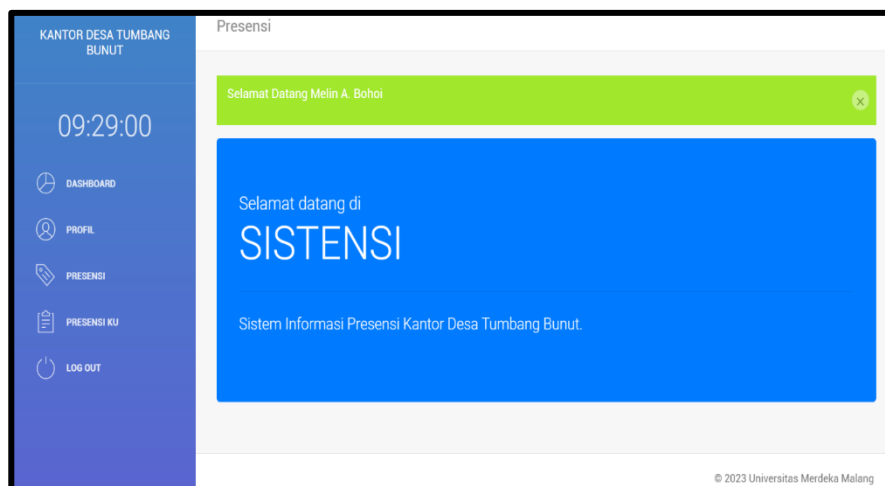 KANTOR DESA TUMBANG
BUNUT
09:29:00
DASHBOARD
PROFIL
PRESENSI
PRESENSI KU
LOG OUT
Presensi
Selamat Datang Melin A. Bohoi
x
Selamat datang di
SISTENSI
Sistem Informasi Presensi Kantor Desa Tumbang Bunut.
© 2023 Universitas Merdeka Malang